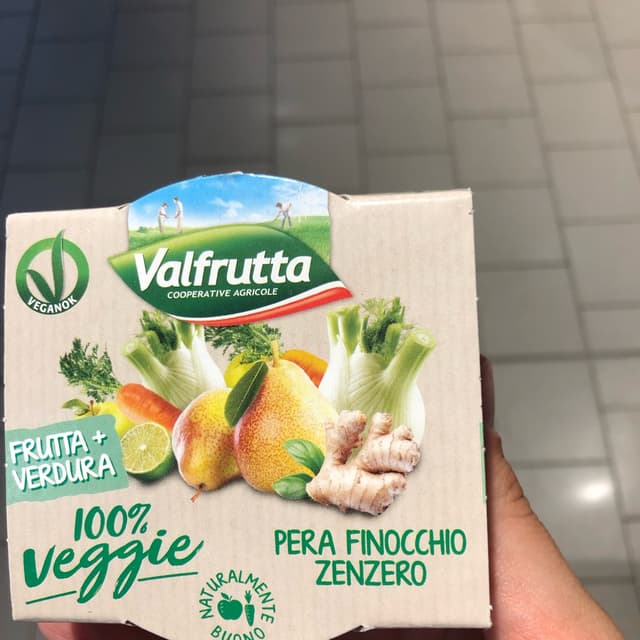 Valfrutta
COOPERATIVE AGRICOLE
VEGANOK
FRUTTA +
VERDURA
100%
veggie
PERA FINOCCHIO
ZENZERO
NATURALMENTE
BUONO